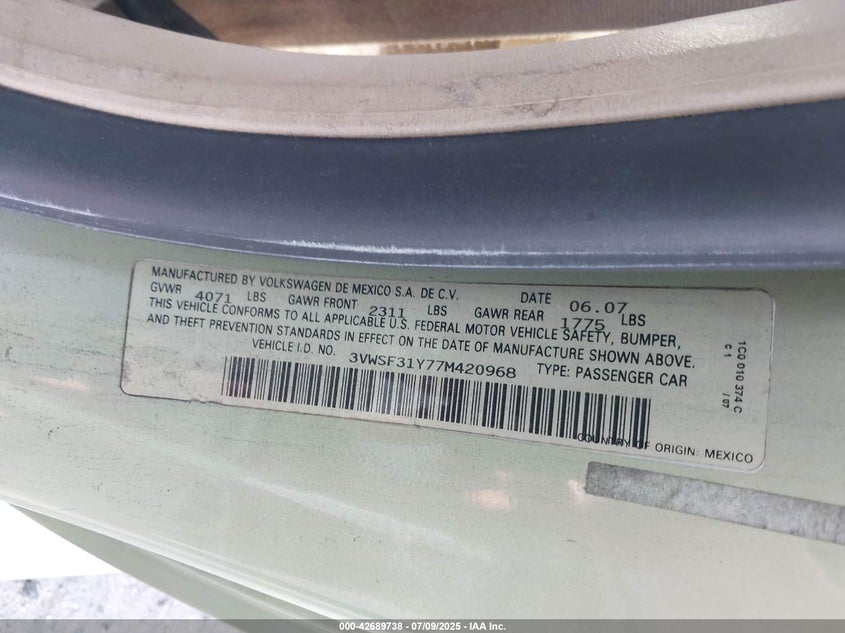 MANUFACTURED BY VOLKSWAGEN DE MEXICO S.A. DE C.V. DATE 06.07
GVWR 4071 LBS GAWR FRONT 2311 LBS GAWR REAR 1775 LBS
THIS VEHICLE CONFORMS TO ALL APPLICABLE U.S. FEDERAL MOTOR VEHICLE SAFETY, BUMPER,
AND THEFT PREVENTION STANDARDS IN EFFECT ON THE DATE OF MANUFACTURE SHOWN ABOVE.
VEHICLE I.D. NO. 3VWSF31Y77M420968 TYPE: PASSENGER CAR
COUNTRY OF ORIGIN: MEXICO
1C0 010 374 C
C 1 / 07
000-42689738 - 07/09/2025 - IAA Inc.